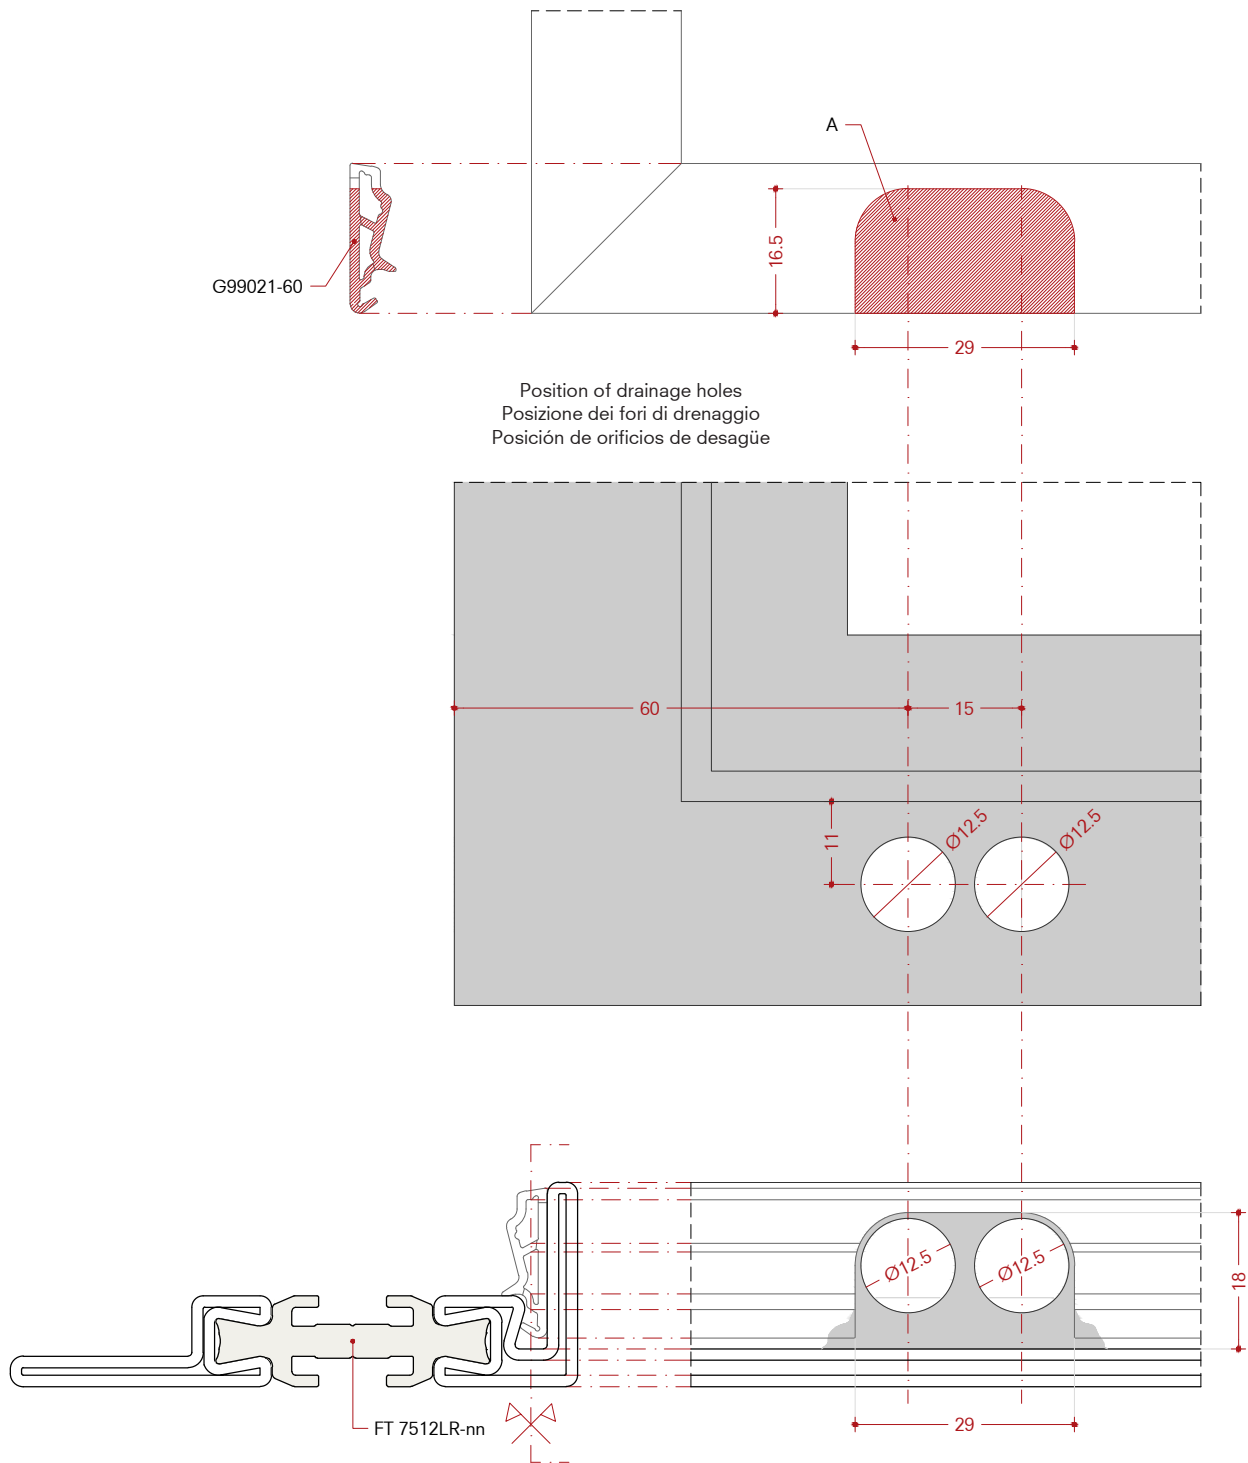 A
16.5
G99021-60
29
Position of drainage holes
Posizione dei fori di drenaggio
Posición de orificios de desagüe
60
15
11
Ø12.5
Ø12.5
Ø12.5
Ø12.5
18
FT 7512LR-nn
29